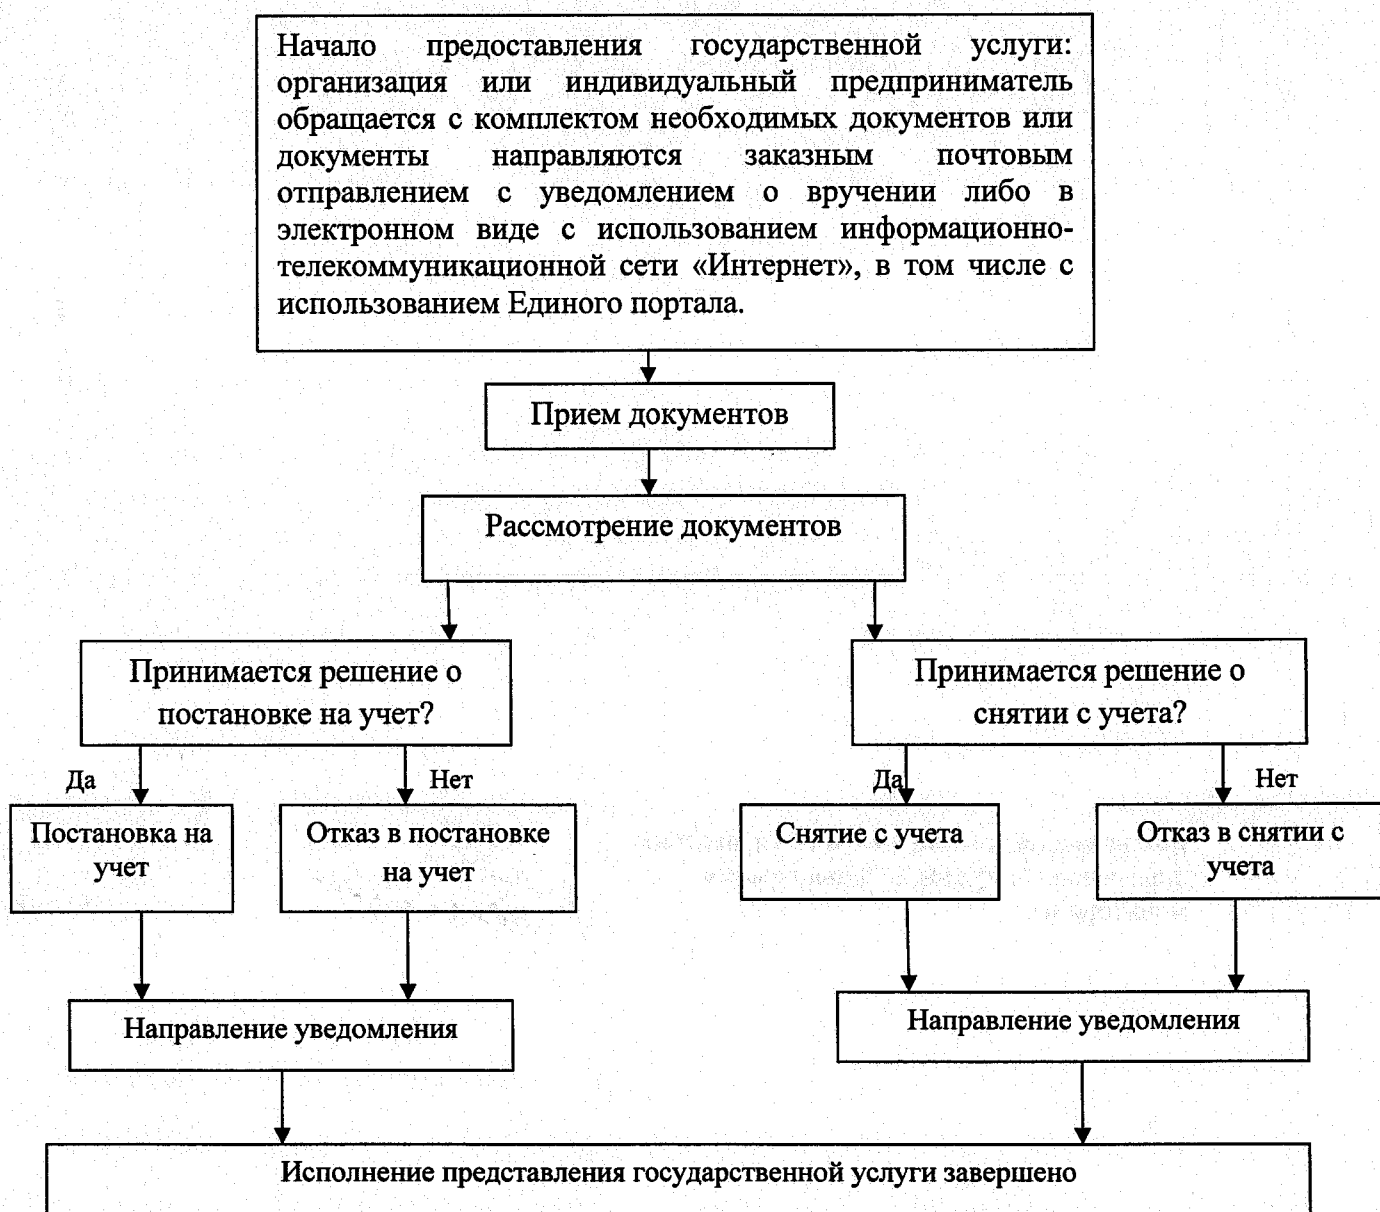 Начало предоставления государственной услуги:
организация или индивидуальный предприниматель
обращается с комплектом необходимых документов или
документы направляются заказным почтовым
отправлением с уведомлением о вручении либо в
электронном виде с использованием информационно-
телекоммуникационной сети «Интернет», в том числе с
использованием Единого портала.
Прием документов
Рассмотрение документов
Принимается решение о
постановке на учет?
Принимается решение о
снятии с учета?
Да
Нет
Да
Нет
Постановка на
учет
Отказ в постановке
на учет
Снятие с учета
Отказ в снятии с
учета
Направление уведомления
Направление уведомления
Исполнение представления государственной услуги завершено